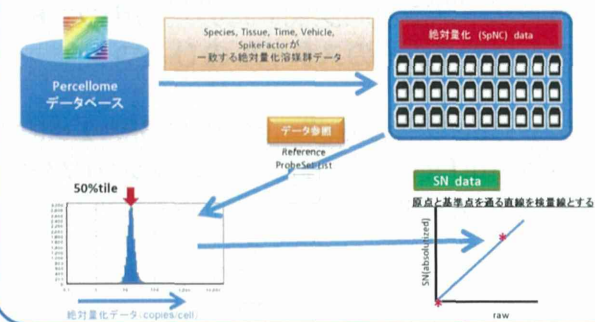 Species, Tissue, Time, Vehicle,
SpikeFactorが
一致する絶対量化溶媒群データ
絶対量化 (SpNC) data
Percellome
データベース
データ参照
Reference
ProbeSet List
50%tile
SN data
原点と基準点を通る直線を検量線とする
SN(absolutized)
raw
絶対量化データ(copies/cell)